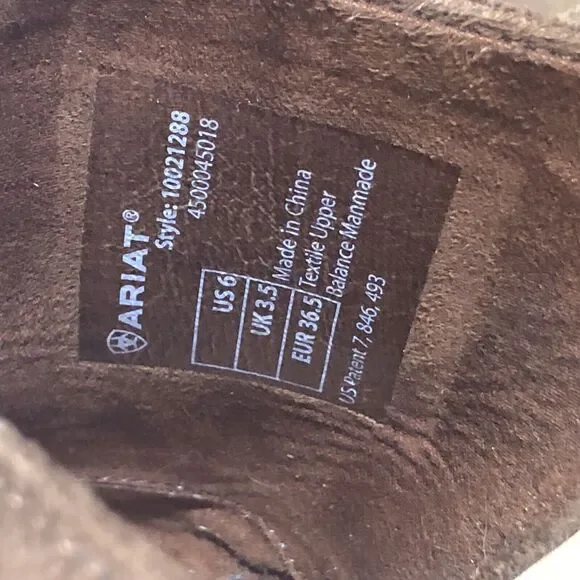 ARIAT®
Style: 10021288
4500045018
US 6
UK 3.5
EUR 36.5
Made in China
Textile Upper
Balance Manmade
US Patent 7, 846, 493